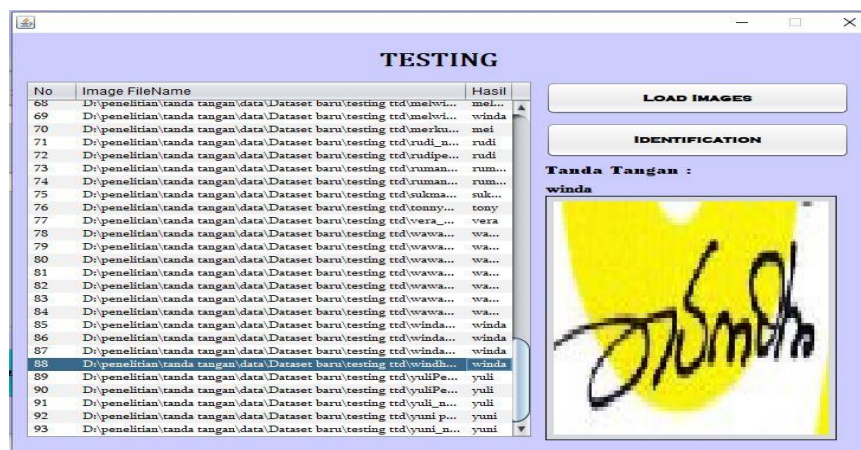 TESTING
No Image FileName Hasil
68 D:\penelitian\tanda tangan\data\Dataset baru\testing ttd\melwi... mel...
69 D:\penelitian\tanda tangan\data\Dataset baru\testing ttd\melwi... winda
70 D:\penelitian\tanda tangan\data\Dataset baru\testing ttd\merku... mei
71 D:\penelitian\tanda tangan\data\Dataset baru\testing ttd\rudi_n... rudi
72 D:\penelitian\tanda tangan\data\Dataset baru\testing ttd\rudipe... rudi
73 D:\penelitian\tanda tangan\data\Dataset baru\testing ttd\ruman... rum...
74 D:\penelitian\tanda tangan\data\Dataset baru\testing ttd\ruman... rum...
75 D:\penelitian\tanda tangan\data\Dataset baru\testing ttd\sukma... suk...
76 D:\penelitian\tanda tangan\data\Dataset baru\testing ttd\tonny... tony
77 D:\penelitian\tanda tangan\data\Dataset baru\testing ttd\vera_... vera
78 D:\penelitian\tanda tangan\data\Dataset baru\testing ttd\wawa... wa...
79 D:\penelitian\tanda tangan\data\Dataset baru\testing ttd\wawa... wa...
80 D:\penelitian\tanda tangan\data\Dataset baru\testing ttd\wawa... wa...
81 D:\penelitian\tanda tangan\data\Dataset baru\testing ttd\wawa... wa...
82 D:\penelitian\tanda tangan\data\Dataset baru\testing ttd\wawa... wa...
83 D:\penelitian\tanda tangan\data\Dataset baru\testing ttd\wawa... wa...
84 D:\penelitian\tanda tangan\data\Dataset baru\testing ttd\wawa... wa...
85 D:\penelitian\tanda tangan\data\Dataset baru\testing ttd\winda... winda
86 D:\penelitian\tanda tangan\data\Dataset baru\testing ttd\winda... winda
87 D:\penelitian\tanda tangan\data\Dataset baru\testing ttd\winda... winda
88 D:\penelitian\tanda tangan\data\Dataset baru\testing ttd\windh... winda
89 D:\penelitian\tanda tangan\data\Dataset baru\testing ttd\yuliPe... yuli
90 D:\penelitian\tanda tangan\data\Dataset baru\testing ttd\yuliPe... yuli
91 D:\penelitian\tanda tangan\data\Dataset baru\testing ttd\yuli_n... yuli
92 D:\penelitian\tanda tangan\data\Dataset baru\testing ttd\yuni p... yuni
93 D:\penelitian\tanda tangan\data\Dataset baru\testing ttd\yuni_n... yuni
LOAD IMAGES
IDENTIFICATION
Tanda Tangan :
winda